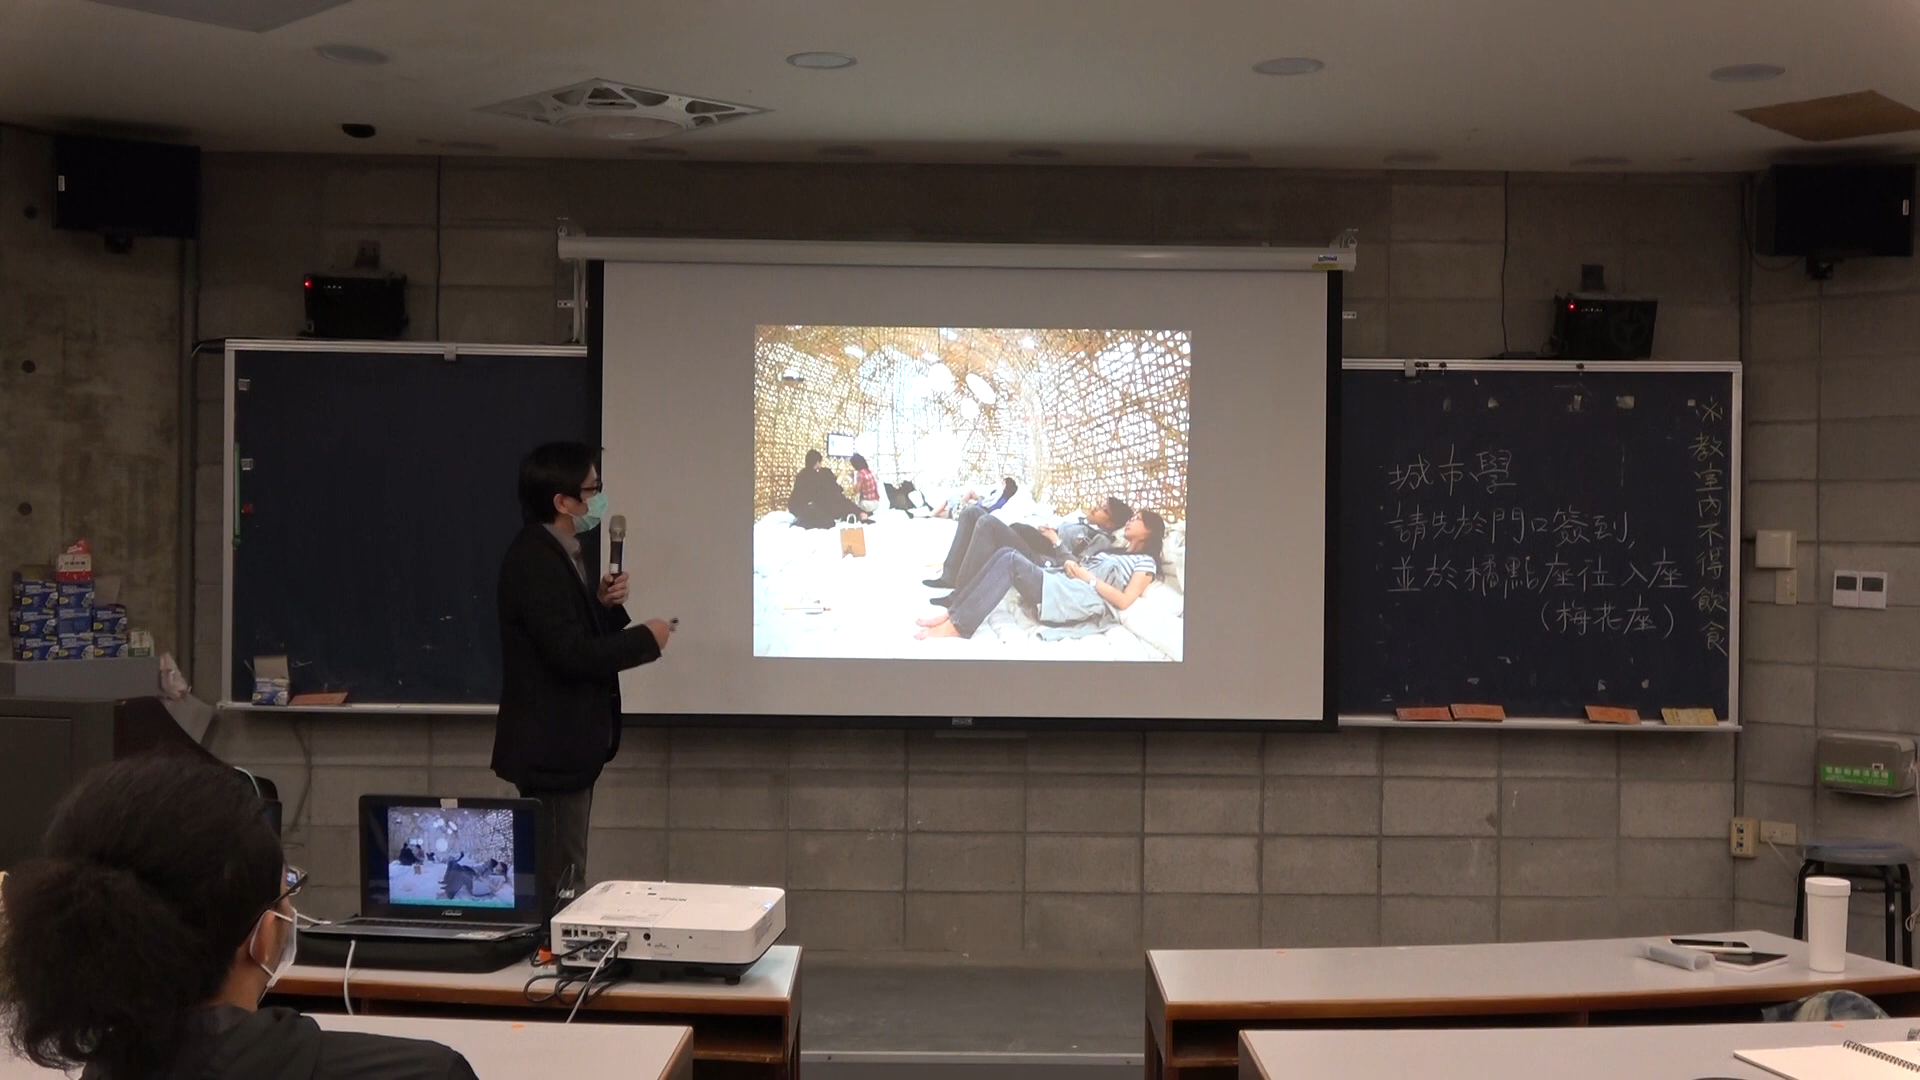 城市學
請先於門口簽到,
並於橘點座位入座
(梅花座)
※教室內不得飲食